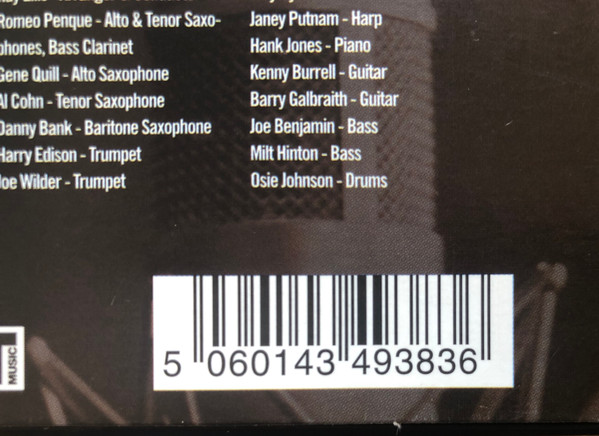 Romeo Penque - Alto & Tenor Saxo-
phones, Bass Clarinet
Gene Quill - Alto Saxophone
Al Cohn - Tenor Saxophone
Danny Bank - Baritone Saxophone
Harry Edison - Trumpet
Joe Wilder - Trumpet
Janey Putnam - Harp
Hank Jones - Piano
Kenny Burrell - Guitar
Barry Galbraith - Guitar
Joe Benjamin - Bass
Milt Hinton - Bass
Osie Johnson - Drums
MUSIC
5 060143 493836